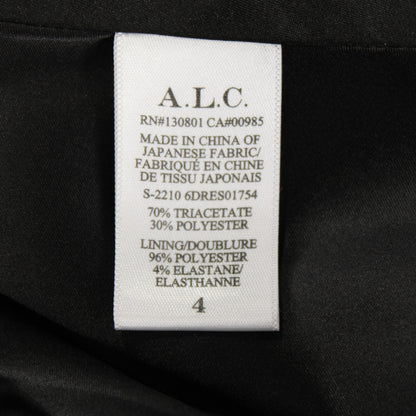 A.L.C.
RN#130801 CA#00985
MADE IN CHINA OF
JAPANESE FABRIC/
FABRIQUÉ EN CHINE
DE TISSU JAPONAIS
S-2210 6DRES01754
70% TRIACETATE
30% POLYESTER
LINING/DOUBLURE
96% POLYESTER
4% ELASTANE/
ELASTHANNE
4